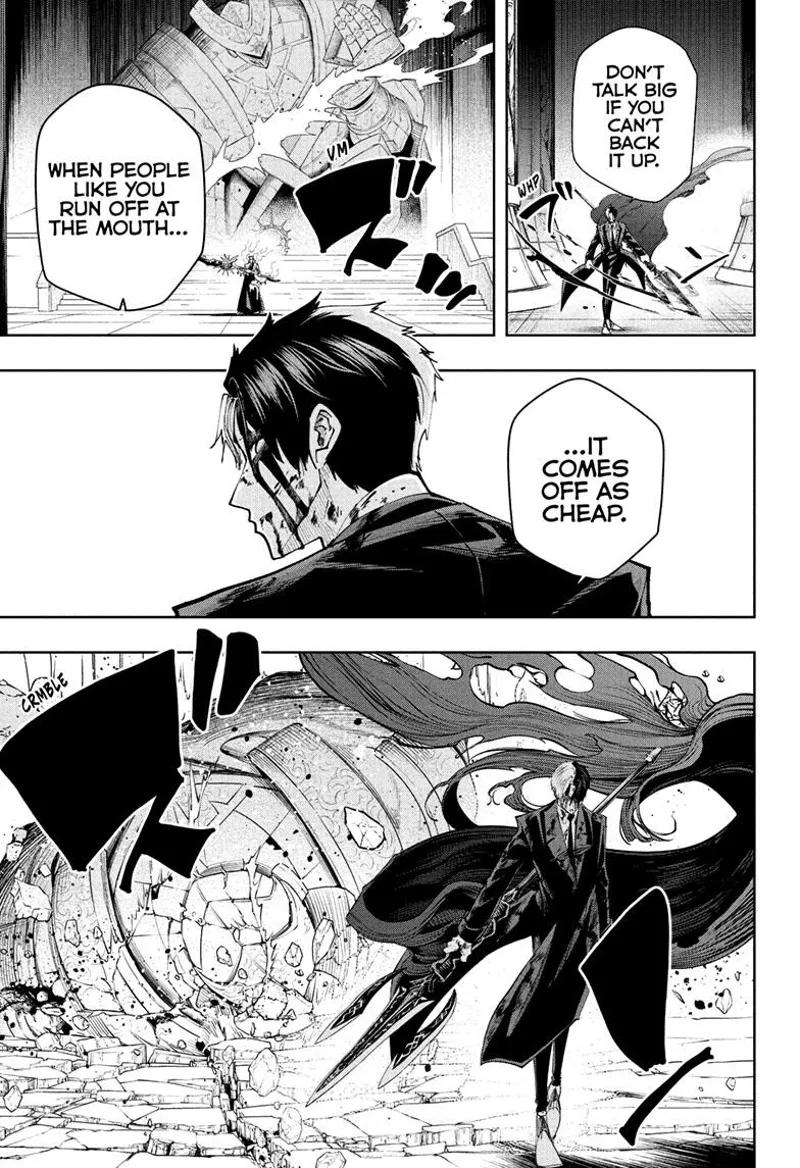 DON'T
TALK BIG
IF YOU
CAN'T
BACK
IT UP.
WHP
WHEN PEOPLE
LIKE YOU
RUN OFF AT
THE MOUTH...
VM
...IT
COMES
OFF AS
CHEAP.
CRMBLE